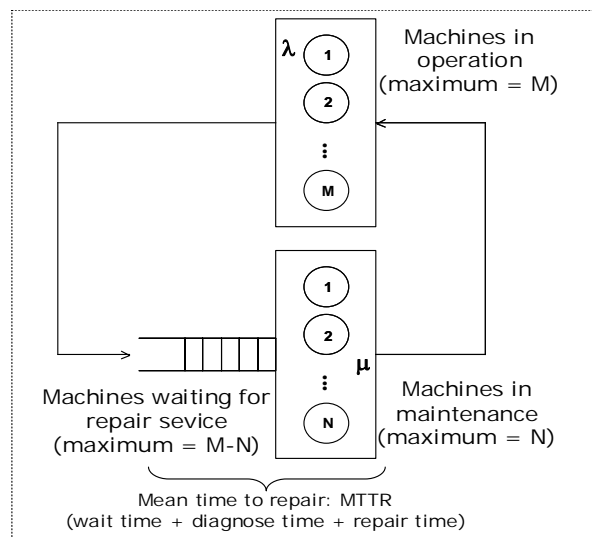 λ
1
2
⋮
M
Machines in
operation
(maximum = M)
1
2
⋮
N
μ
Machines waiting for
repair sevice
(maximum = M-N)
Machines in
maintenance
(maximum = N)
Mean time to repair: MTTR
(wait time + diagnose time + repair time)